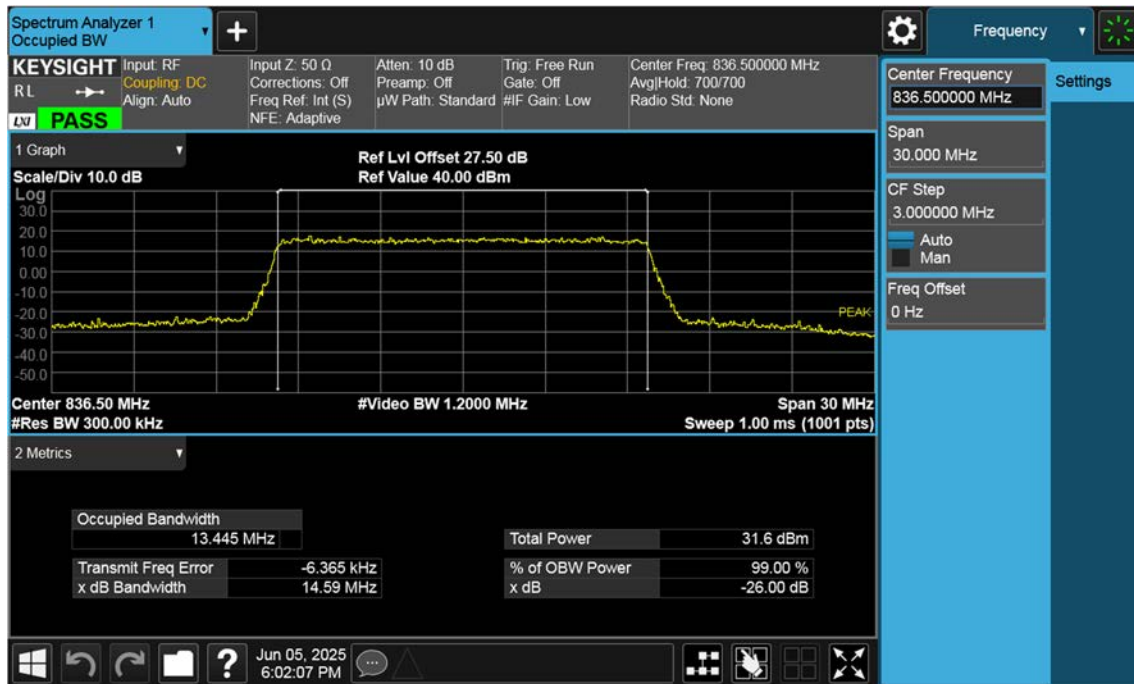 Spectrum Analyzer 1
Occupied BW
Frequency
KEYSIGHT
RL
LXI
PASS
Input: RF
Coupling: DC
Align: Auto
Input Z: 50 Ω
Corrections: Off
Freq Ref: Int (S)
NFE: Adaptive
Atten: 10 dB
Preamp: Off
µW Path: Standard
Trig: Free Run
Gate: Off
#IF Gain: Low
Center Freq: 836.500000 MHz
Avg|Hold: 700/700
Radio Std: None
1 Graph
Scale/Div 10.0 dB
Ref Lvl Offset 27.50 dB
Ref Value 40.00 dBm
Log
30.0
20.0
10.0
0.00
-10.0
-20.0
-30.0
-40.0
-50.0
PEAK
Center 836.50 MHz
#Video BW 1.2000 MHz
Span 30 MHz
#Res BW 300.00 kHz
Sweep 1.00 ms (1001 pts)
2 Metrics
Occupied Bandwidth
13.445 MHz
Total Power 31.6 dBm
Transmit Freq Error -6.365 kHz
% of OBW Power 99.00 %
x dB Bandwidth 14.59 MHz
x dB -26.00 dB
Jun 05, 2025
6:02:07 PM
Center Frequency
836.500000 MHz
Span
30.000 MHz
CF Step
3.000000 MHz
Auto
Man
Freq Offset
0 Hz
Settings